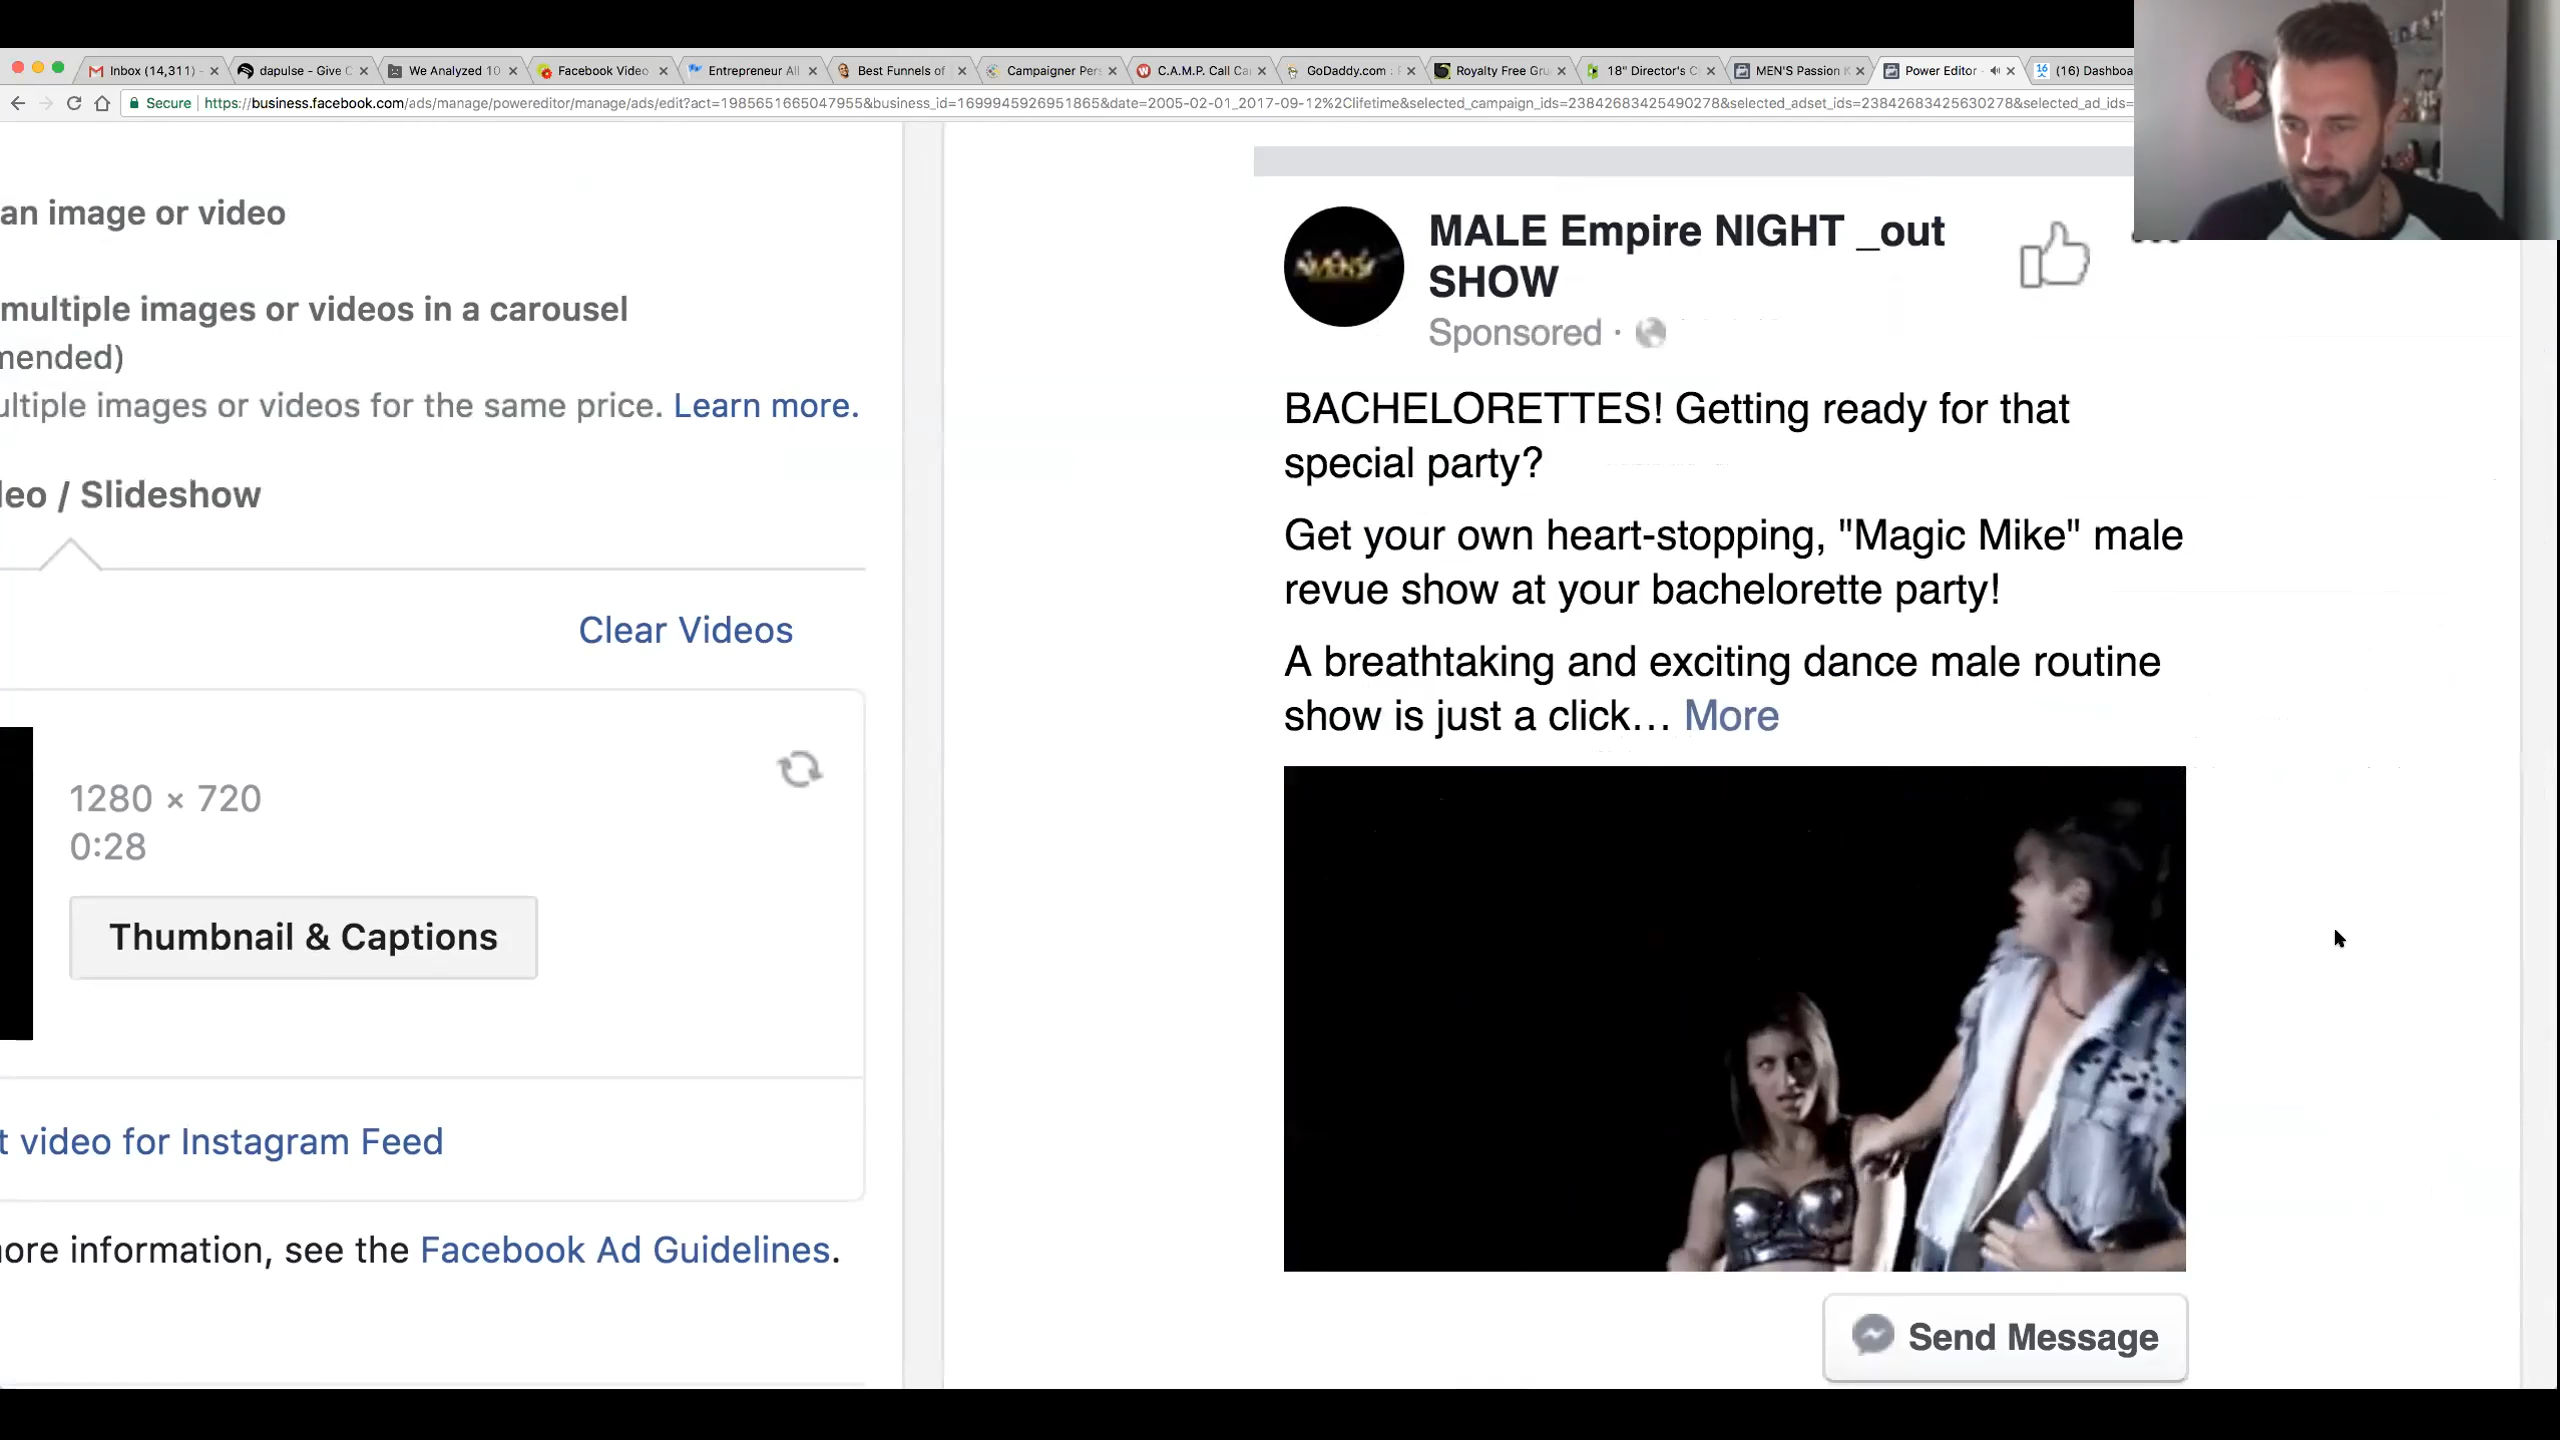 Inbox (14,311) -
dapulse - Give C
We Analyzed 10
Facebook Video
Entrepreneur All
Best Funnels of
Campaigner Pers
C.A.M.P. Call Ca
GoDaddy.com : 
Royalty Free Gru
18" Director's C
MEN'S Passion
Power Editor -
(16) Dashboa
Secure
https://business.facebook.com/ads/manage/powereditor/manage/ads/edit?act=1985651665047955&business_id=1699945926951865&date=2005-02-01_2017-09-12%2Clifetime&selected_campaign_ids=23842683425490278&selected_adset_ids=23842683425630278&selected_ad_ids=
an image or video
multiple images or videos in a carousel
mended)
ultiple images or videos for the same price. Learn more.
leo / Slideshow
Clear Videos
1280 × 720
0:28
Thumbnail & Captions
t video for Instagram Feed
ore information, see the Facebook Ad Guidelines.
MALE Empire NIGHT _out
SHOW
Sponsored ·
BACHELORETTES! Getting ready for that
special party?
Get your own heart-stopping, "Magic Mike" male
revue show at your bachelorette party!
A breathtaking and exciting dance male routine
show is just a click… More
Send Message